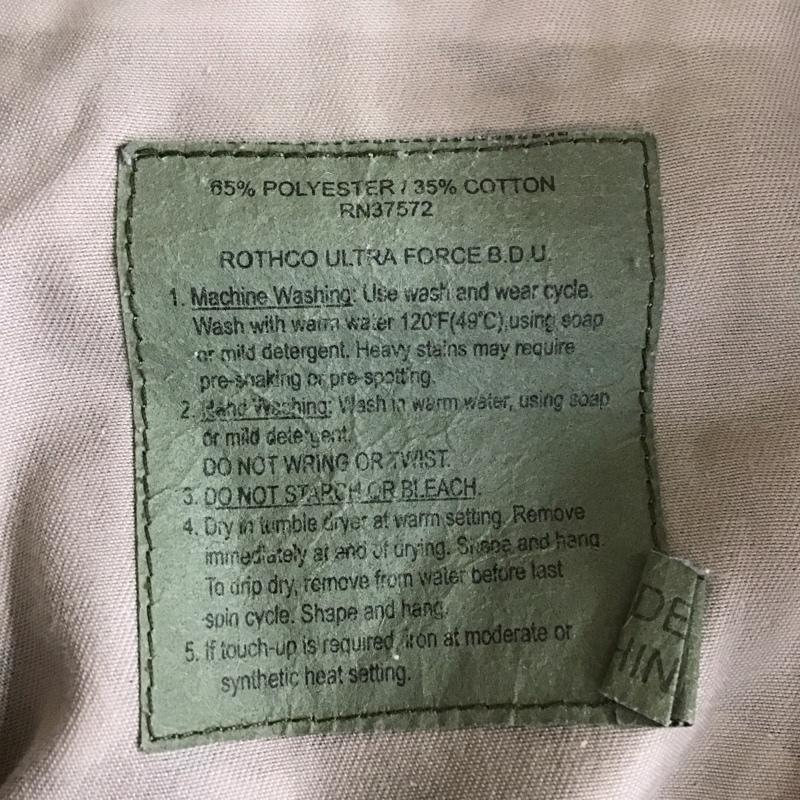 65% POLYESTER / 35% COTTON
RN37572
ROTHCO ULTRA FORCE B.D.U.
1. Machine Washing: Use wash and wear cycle.
Wash with warm water 120°F(49°C),using soap
or mild detergent. Heavy stains may require
pre-soaking or pre-spotting.
2. Hand Washing: Wash in warm water, using soap
or mild detergent.
DO NOT WRING OR TWIST.
3. DO NOT STARCH OR BLEACH.
4. Dry in tumble dryer at warm setting. Remove
immediately at end of drying. Shape and hang.
To drip dry, remove from water before last
spin cycle. Shape and hang.
5. If touch-up is required, iron at moderate or
synthetic heat setting.
DE
HIN